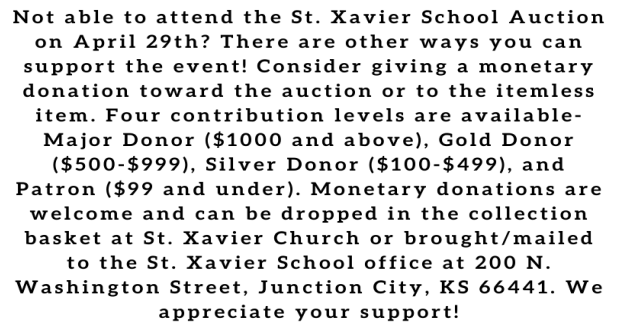 Not able to attend the St. Xavier School Auction
on April 29th? There are other ways you can
support the event! Consider giving a monetary
donation toward the auction or to the itemless
item. Four contribution levels are available-
Major Donor ($1000 and above), Gold Donor
($500-$999), Silver Donor ($100-$499), and
Patron ($99 and under). Monetary donations are
welcome and can be dropped in the collection
basket at St. Xavier Church or brought/mailed
to the St. Xavier School office at 200 N.
Washington Street, Junction City, KS 66441. We
appreciate your support!